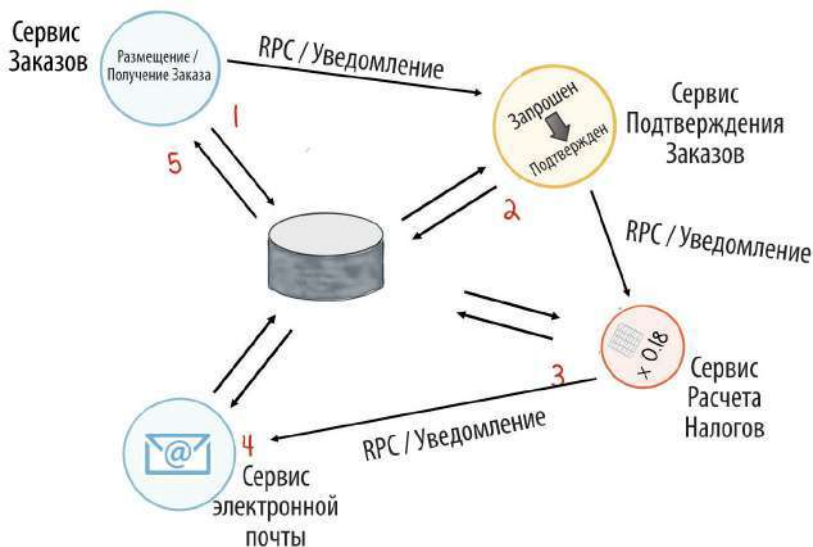 Сервис
Заказов
Размещение /
Получение Заказа
RPC / Уведомление
Запрошен
Подтвержден
Сервис
Подтверждения
Заказов
1
5
2
RPC / Уведомление
x 0.18
3
Сервис
Расчета
Налогов
RPC / Уведомление
@
4
Сервис
электронной
почты